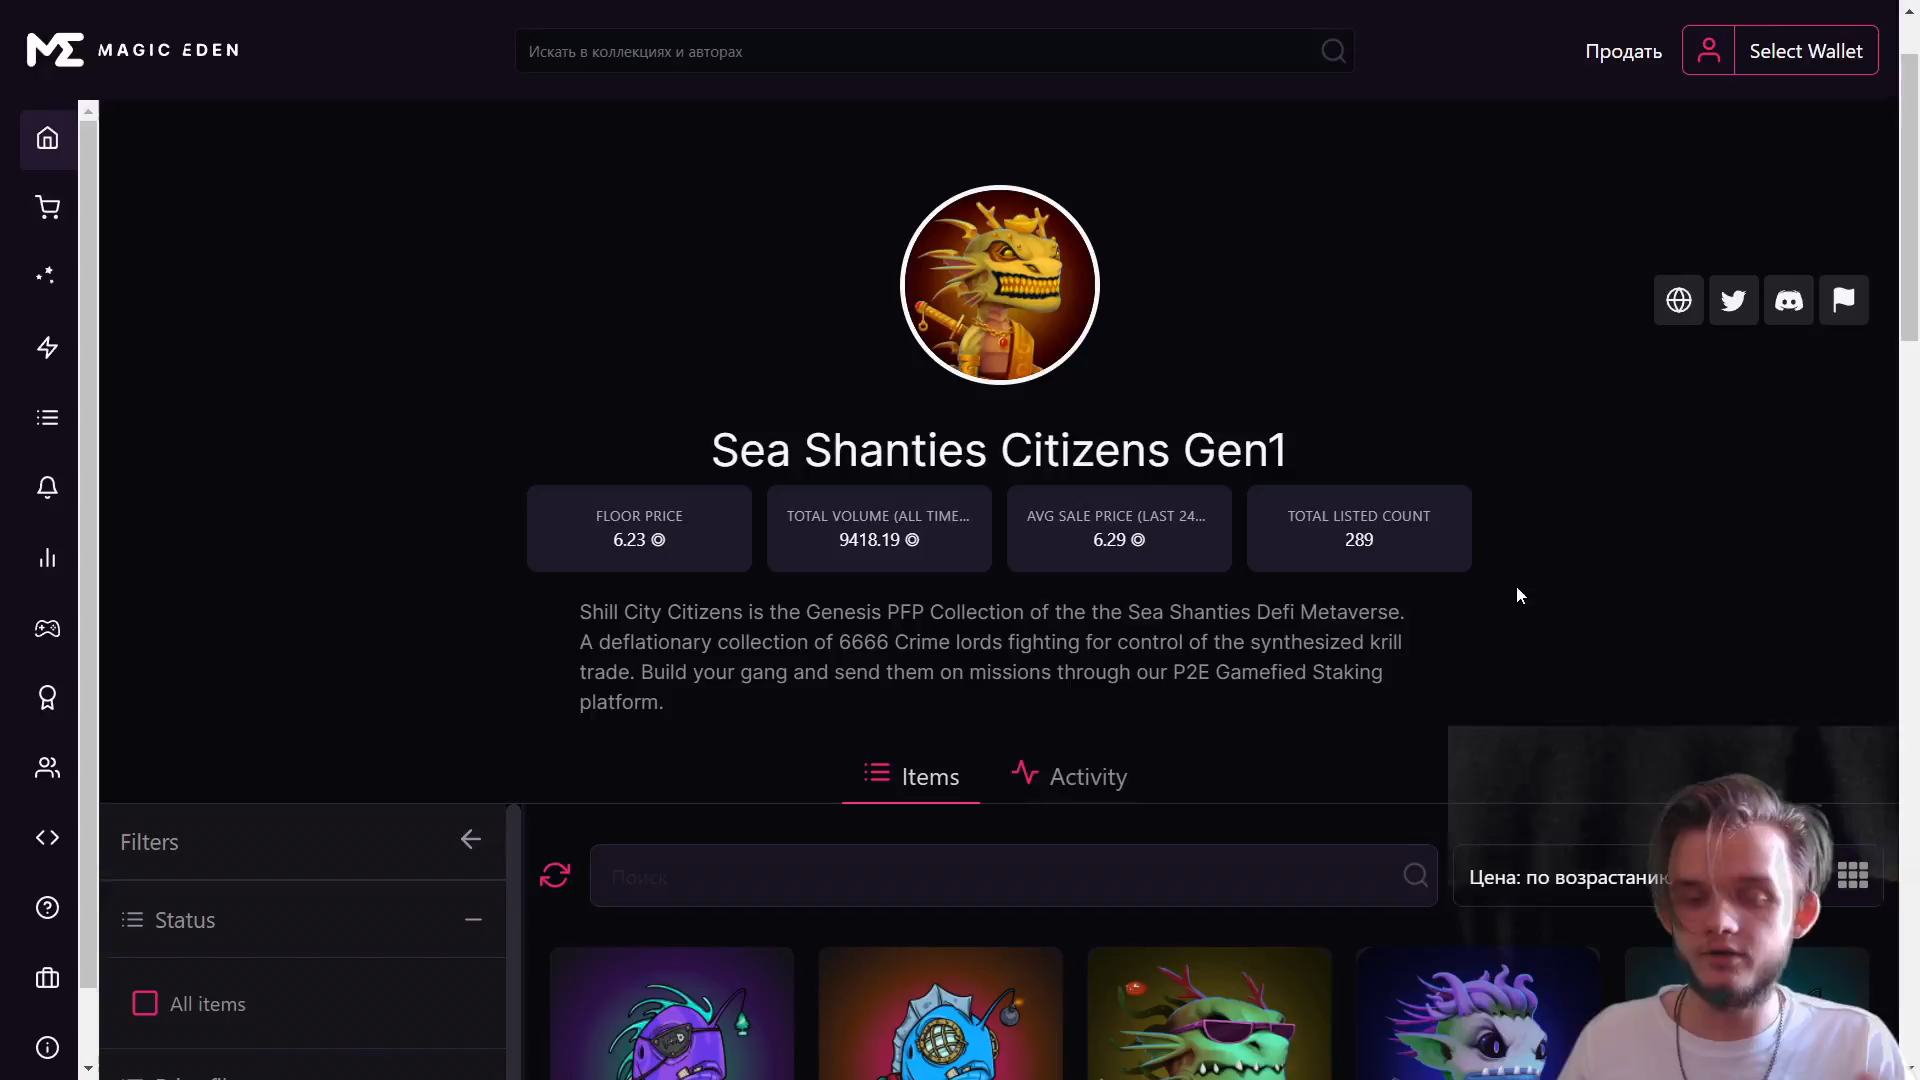 MAGIC EDEN
Искать в коллекциях и авторах
Продать
Select Wallet
Sea Shanties Citizens Gen1
FLOOR PRICE
6.23
TOTAL VOLUME (ALL TIME...
9418.19
AVG SALE PRICE (LAST 24...
6.29
TOTAL LISTED COUNT
289
Shill City Citizens is the Genesis PFP Collection of the the Sea Shanties Defi Metaverse.
A deflationary collection of 6666 Crime lords fighting for control of the synthesized krill
trade. Build your gang and send them on missions through our P2E Gamefied Staking
platform.
Items
Activity
Filters
Поиск
Цена: по возрастанию
Status
All items